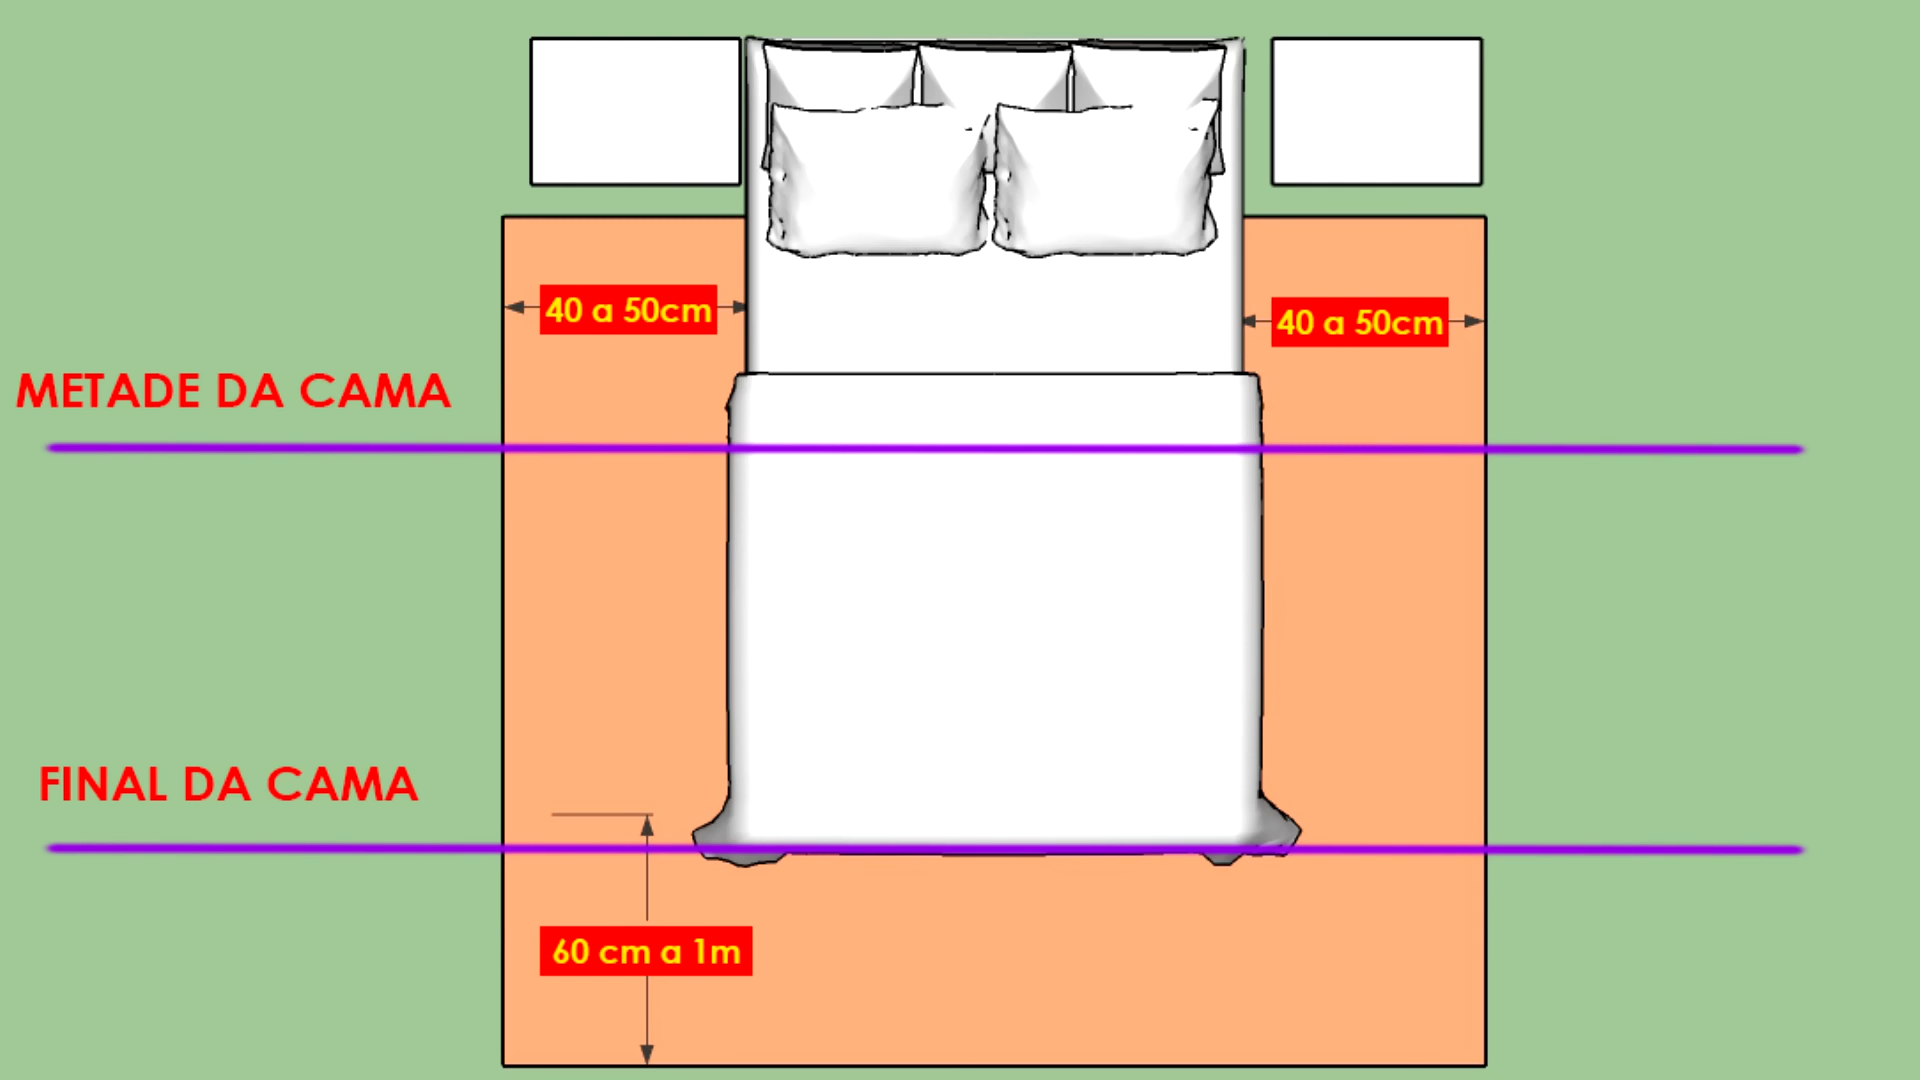 40 a 50cm
40 a 50cm
METADE DA CAMA
FINAL DA CAMA
60 cm a 1m